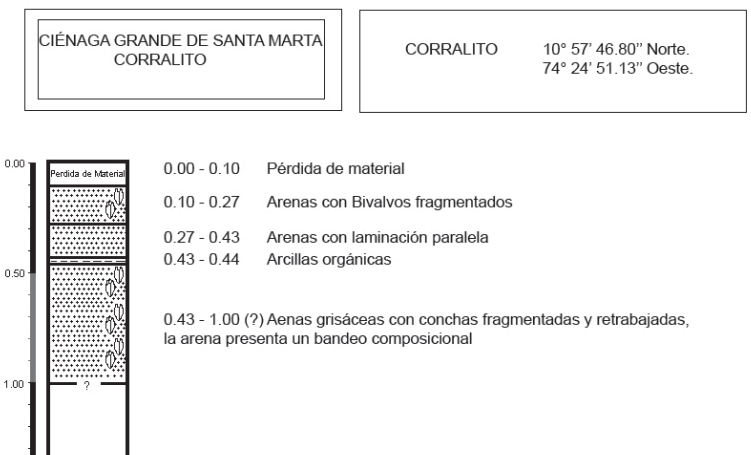 CIÉNAGA GRANDE DE SANTA MARTA
CORRALITO
CORRALITO 10° 57' 46.80'' Norte.
74° 24' 51.13'' Oeste.
0.00
Perdida de Material
0.00 - 0.10 Pérdida de material
0.10 - 0.27 Arenas con Bivalvos fragmentados
0.27 - 0.43 Arenas con laminación paralela
0.43 - 0.44 Arcillas orgánicas
0.50
0.43 - 1.00 (?) Aenas grisáceas con conchas fragmentadas y retrabajadas,
la arena presenta un bandeo composicional
1.00
?